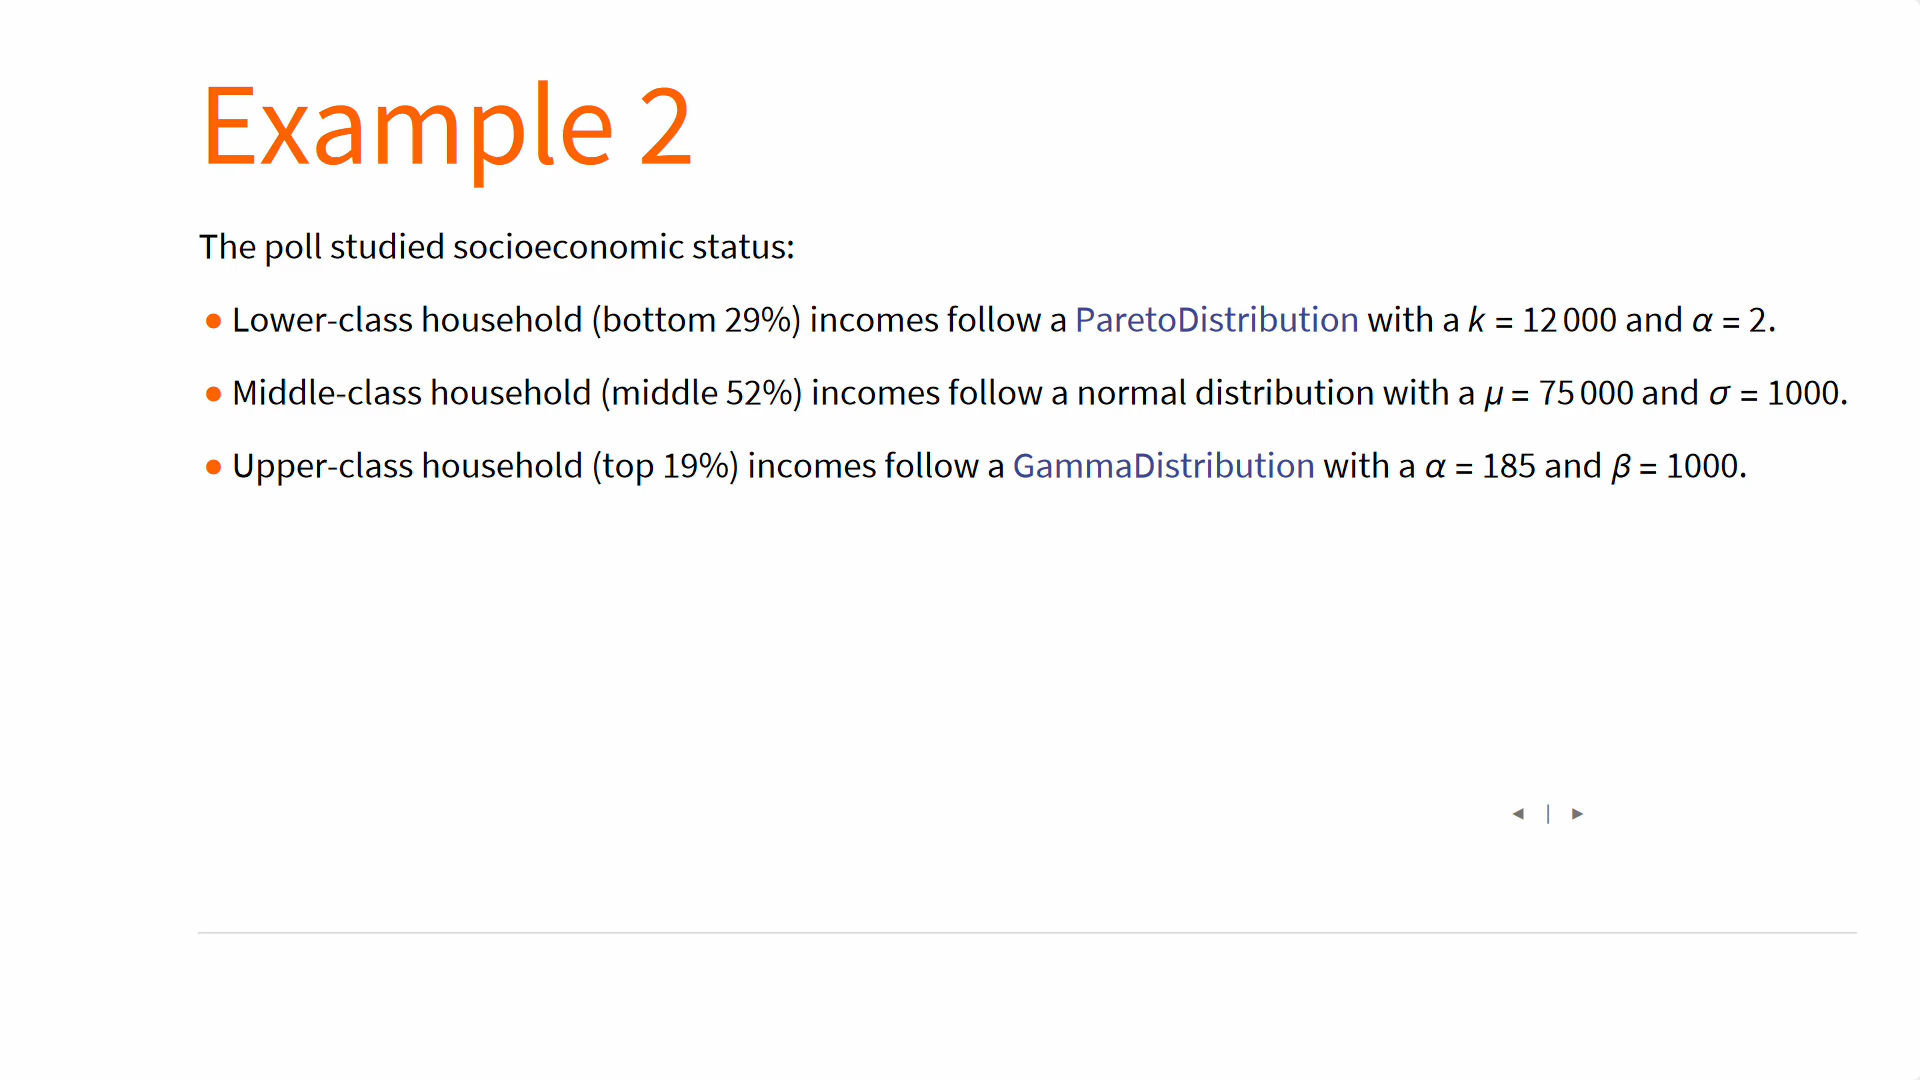 Example 2
The poll studied socioeconomic status:
● Lower-class household (bottom 29%) incomes follow a ParetoDistribution with a k = 12 000 and α = 2.
● Middle-class household (middle 52%) incomes follow a normal distribution with a μ = 75 000 and σ = 1000.
● Upper-class household (top 19%) incomes follow a GammaDistribution with a α = 185 and β = 1000.
◄ | ►